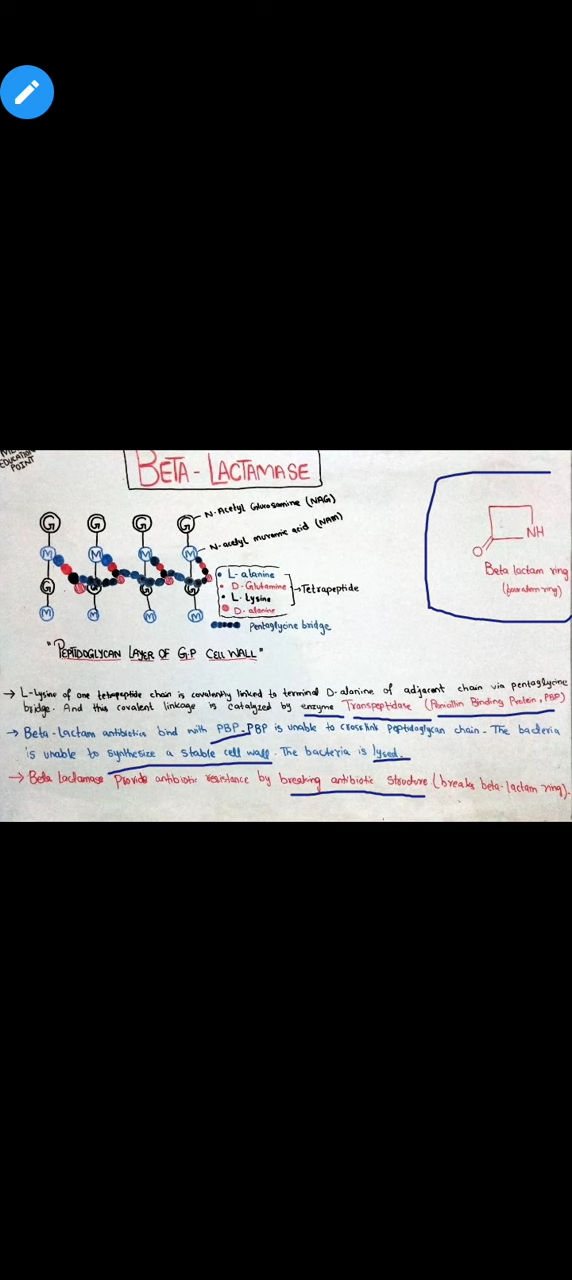 EDUCATION
POINT
BETA-LACTAMASE
G G G G
N-Acetyl Glucosamine (NAG)
M M M M
N-acetyl muramic acid (NAM)
G G G G
M M M M
L-alanine
D-Glutamine
L-Lysine
D-alanine
Tetrapeptide
Pentaglycine bridge
"PEPTIDOGLYCAN LAYER OF G.P CELL WALL"
O
NH
Beta lactam ring
→ L-Lysine of one tetrapeptide chain is covalently linked to terminal D-alanine of adjacent chain via pentaglycine
bridge. And this covalent linkage is catalyzed by enzyme Transpeptidase (Penicillin Binding Protein, PBP)
→ Beta-Lactam antibiotics bind with PBP. PBP is unable to crosslink peptidoglycan chain. The bacteria
is unable to synthesize a stable cell wall. The bacteria is lysed.
→ Beta lactamase Provide antibiotic resistance by breaking antibiotic structure (breaks beta-lactam ring).